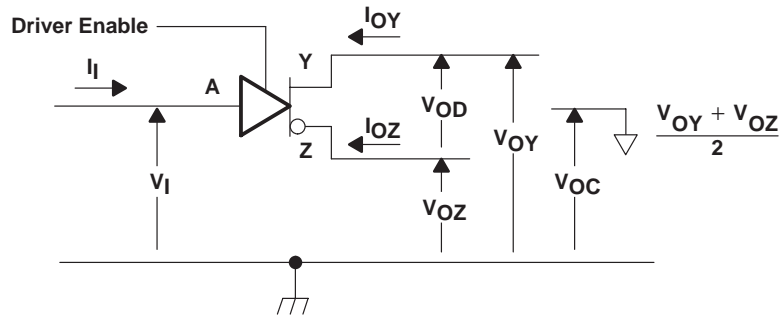 Driver Enable
IOY
II
A
Y
IOZ
Z
VOD
VOY
VOY + VOZ
2
VI
VOZ
VOC